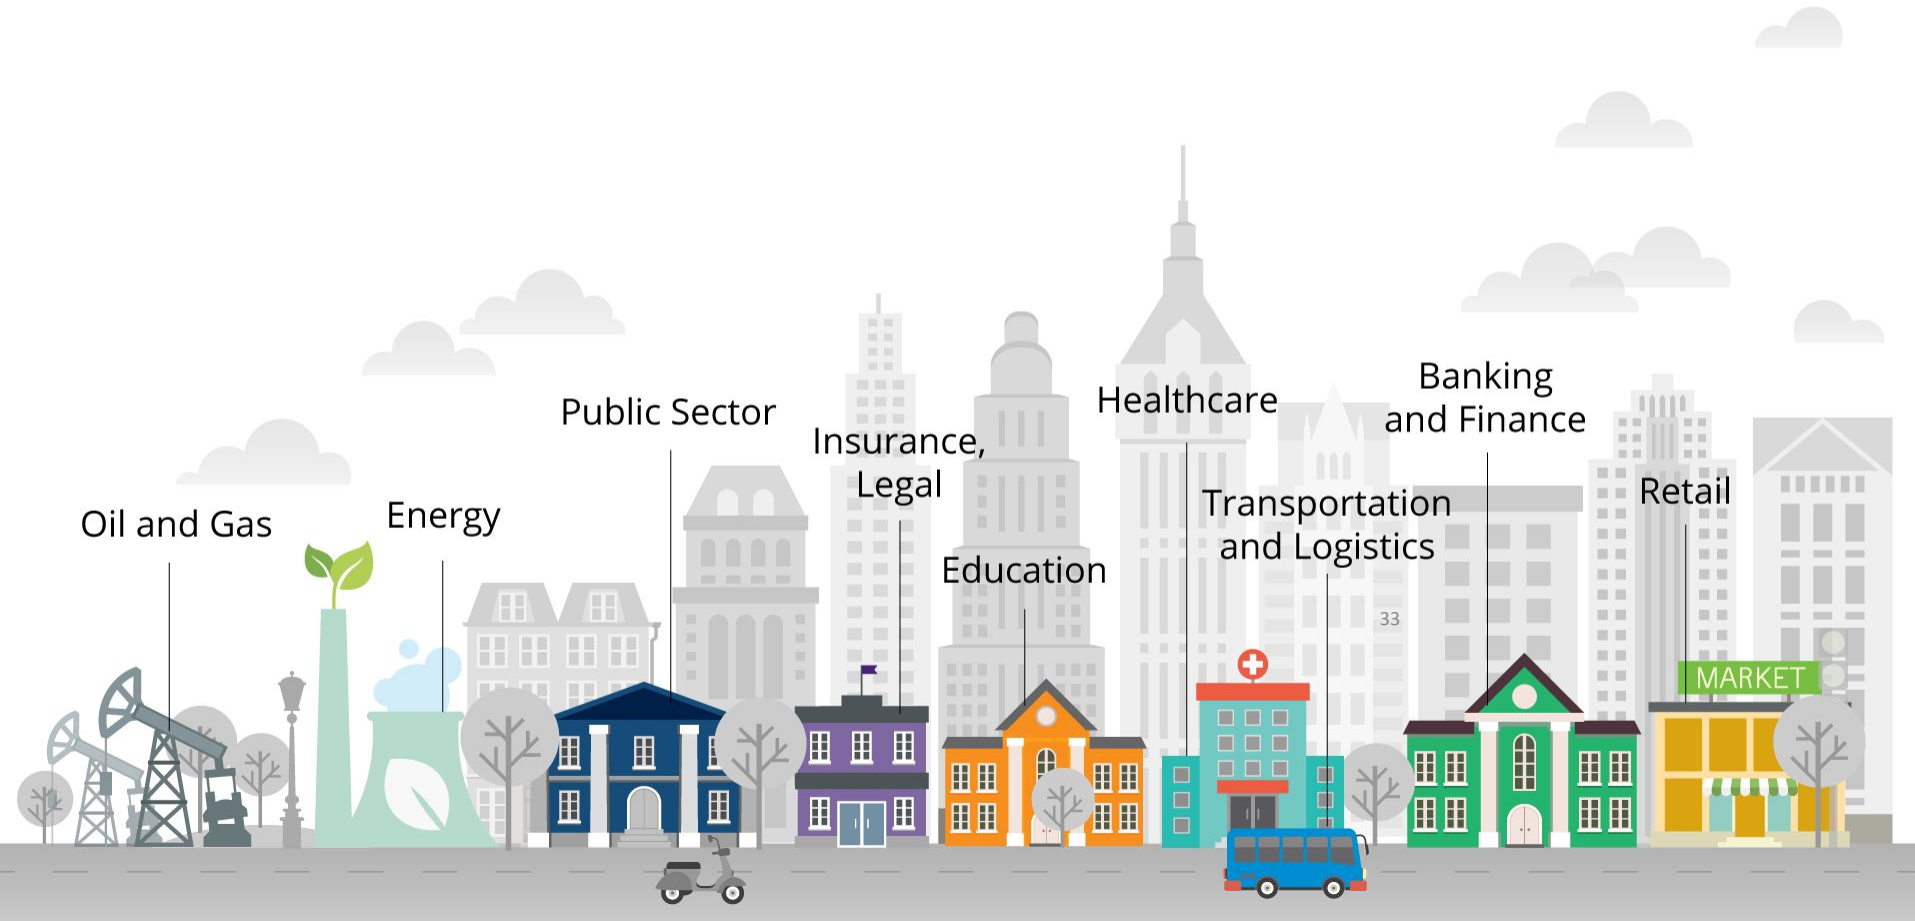 Oil and Gas
Energy
Public Sector
Insurance,
Legal
Education
Healthcare
Transportation
and Logistics
Banking
and Finance
Retail
33
MARKET